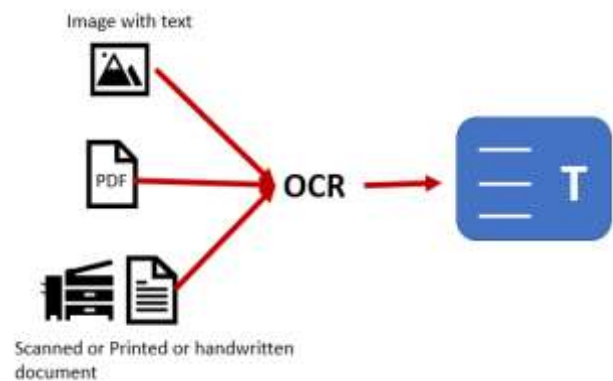 Image with text
PDF
OCR
T
Scanned or Printed or handwritten
document